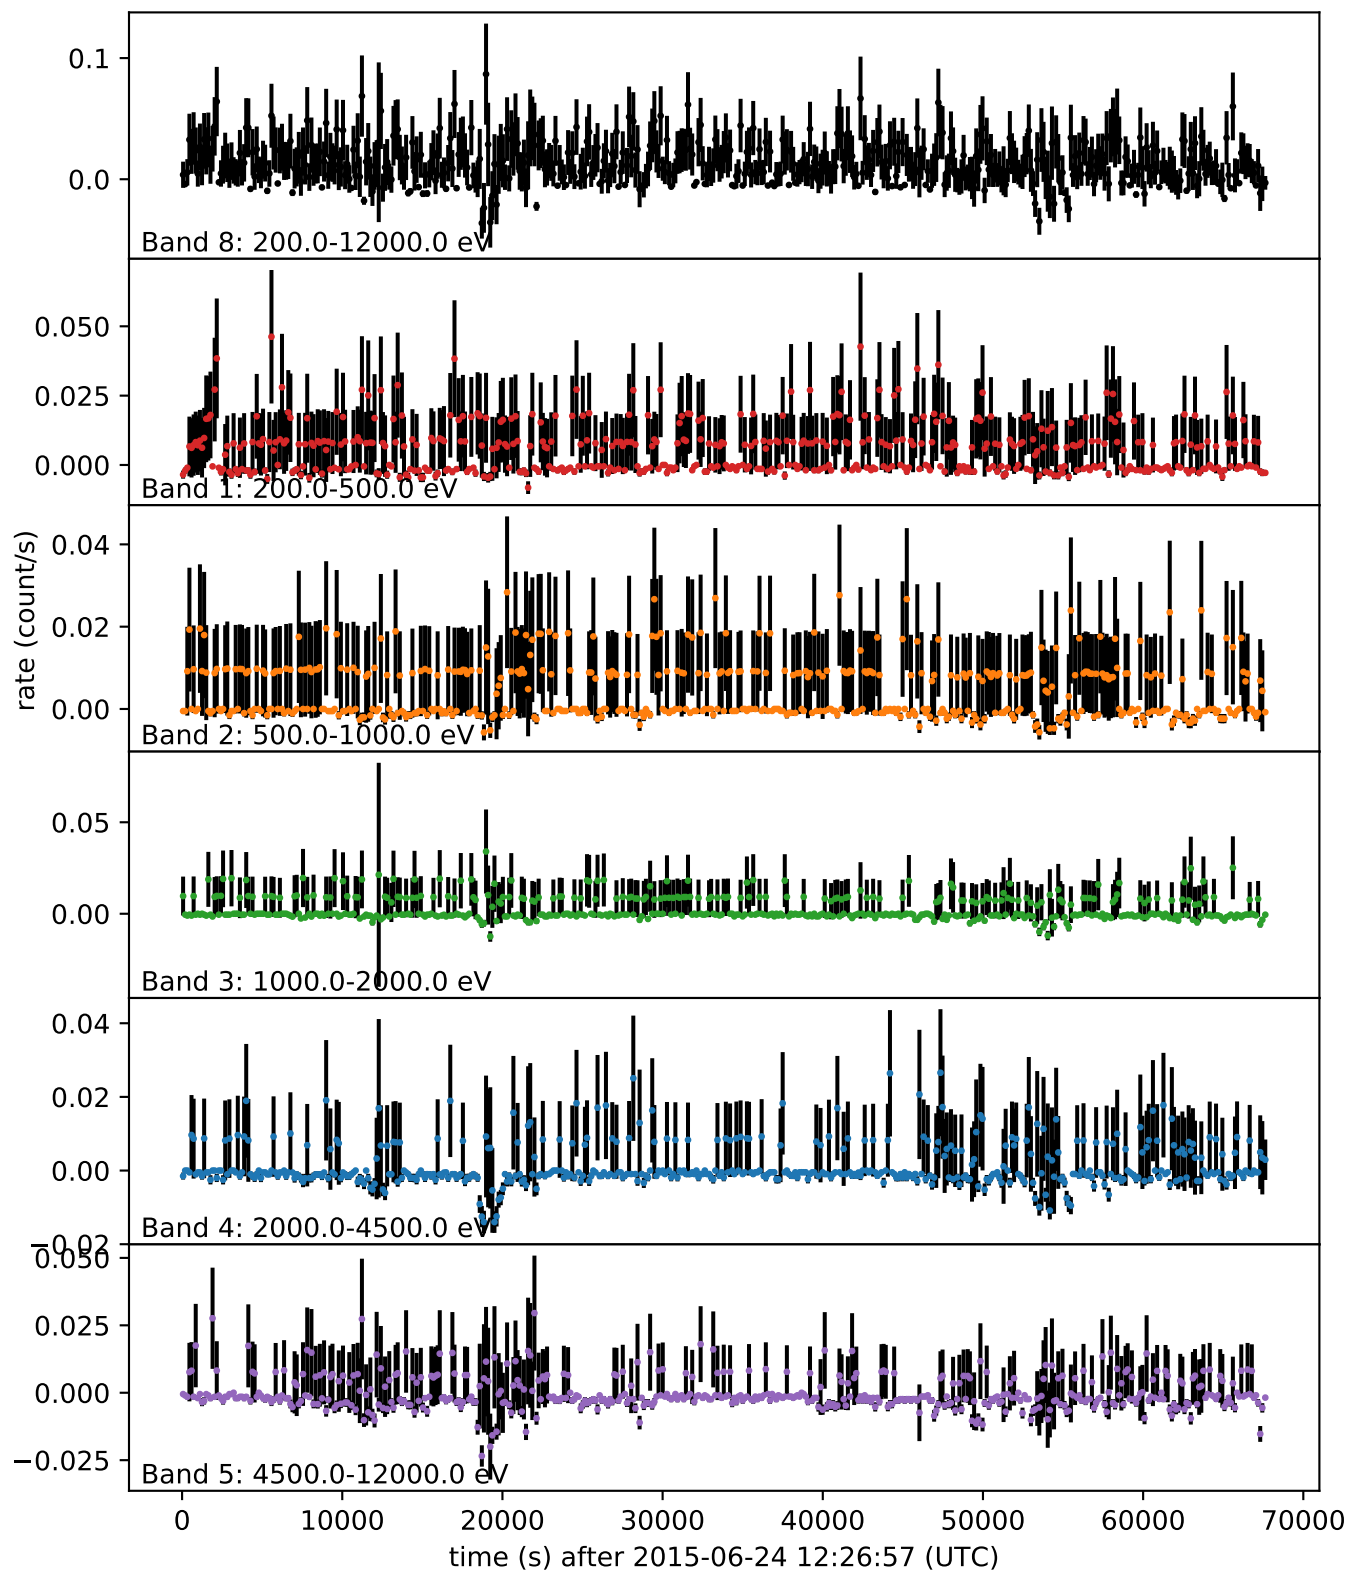 0.1
0.0
Band 8: 200.0-12000.0 eV
0.050
0.025
0.000
Band 1: 200.0-500.0 eV
0.04
0.02
0.00
Band 2: 500.0-1000.0 eV
rate (count/s)
0.05
0.00
Band 3: 1000.0-2000.0 eV
0.04
0.02
0.00
−0.02
Band 4: 2000.0-4500.0 eV
0.050
0.025
0.000
−0.025
Band 5: 4500.0-12000.0 eV
0 10000 20000 30000 40000 50000 60000 70000
time (s) after 2015-06-24 12:26:57 (UTC)